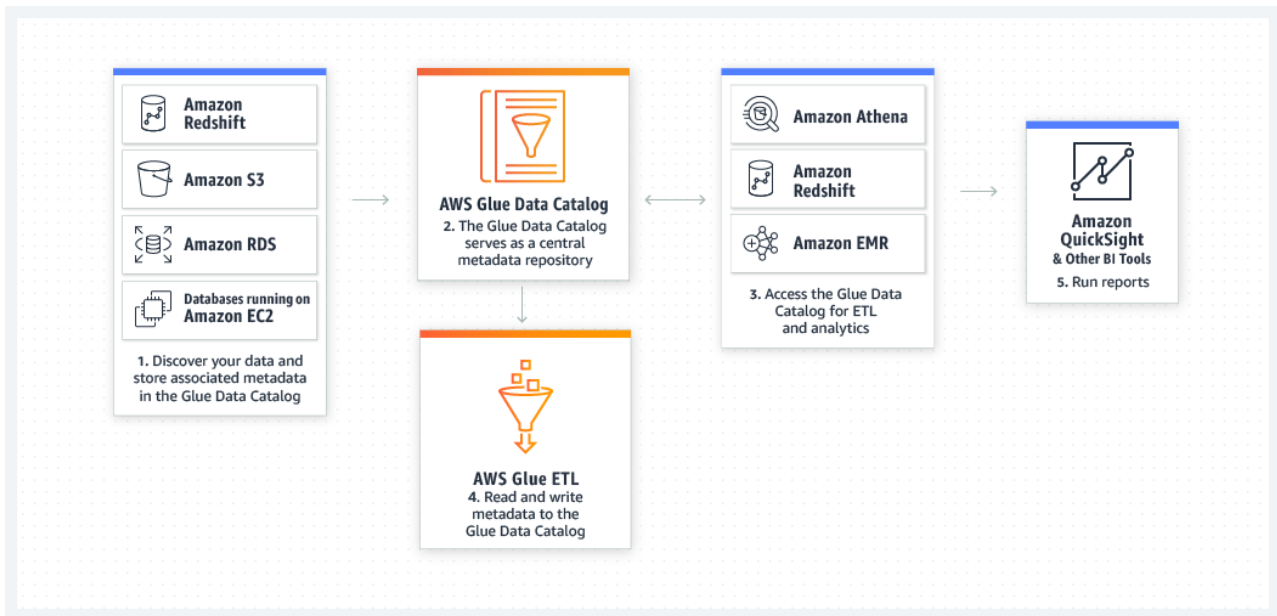 Amazon
Redshift
Amazon S3
Amazon RDS
Databases running on
Amazon EC2
1. Discover your data and
store associated metadata
in the Glue Data Catalog
AWS Glue Data Catalog
2. The Glue Data Catalog
serves as a central
metadata repository
AWS Glue ETL
4. Read and write
metadata to the
Glue Data Catalog
Amazon Athena
Amazon
Redshift
Amazon EMR
3. Access the Glue Data
Catalog for ETL
and analytics
Amazon
QuickSight
& Other BI Tools
5. Run reports